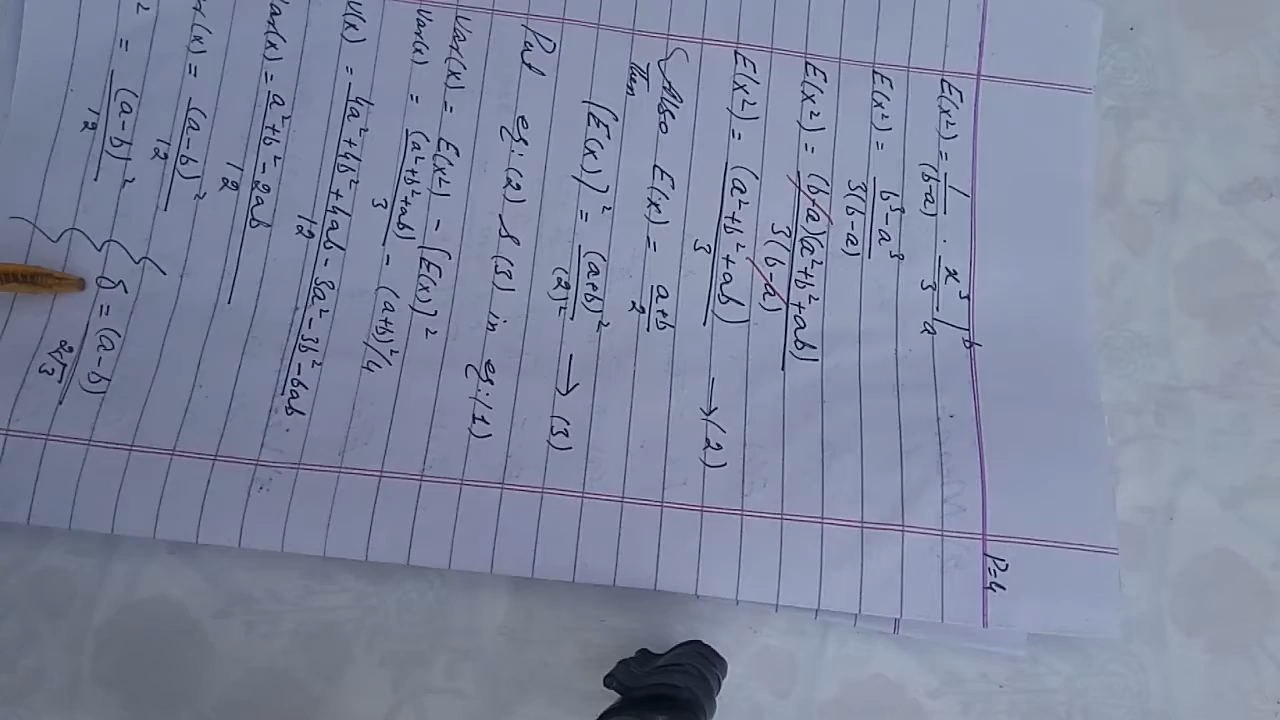 P=4
E(x²) = 1/(b-a) · x³/3 |ₐᵇ
E(x²) = b³-a³/3(b-a)
E(x²) = (b-a)(a²+b²+ab)/3(b-a)
E(x²) = (a²+b²+ab)/3 → (2)
Also E(x) = a+b/2
Then
(E(x))² = (a+b)²/(2)² → (3)
Put eq:(2) & (3) in eq:(1)
Var(x) = E(x²) - [E(x)]²
Var(x) = (a²+b²+ab)/3 - (a+b)²/4
V(x) = 4a²+4b²+4ab-3a²-3b²-6ab/12.
Var(x) = a²+b²-2ab/12
Var(x) = (a-b)²/12
² = (a-b)²/12
δ = (a-b)/2√3